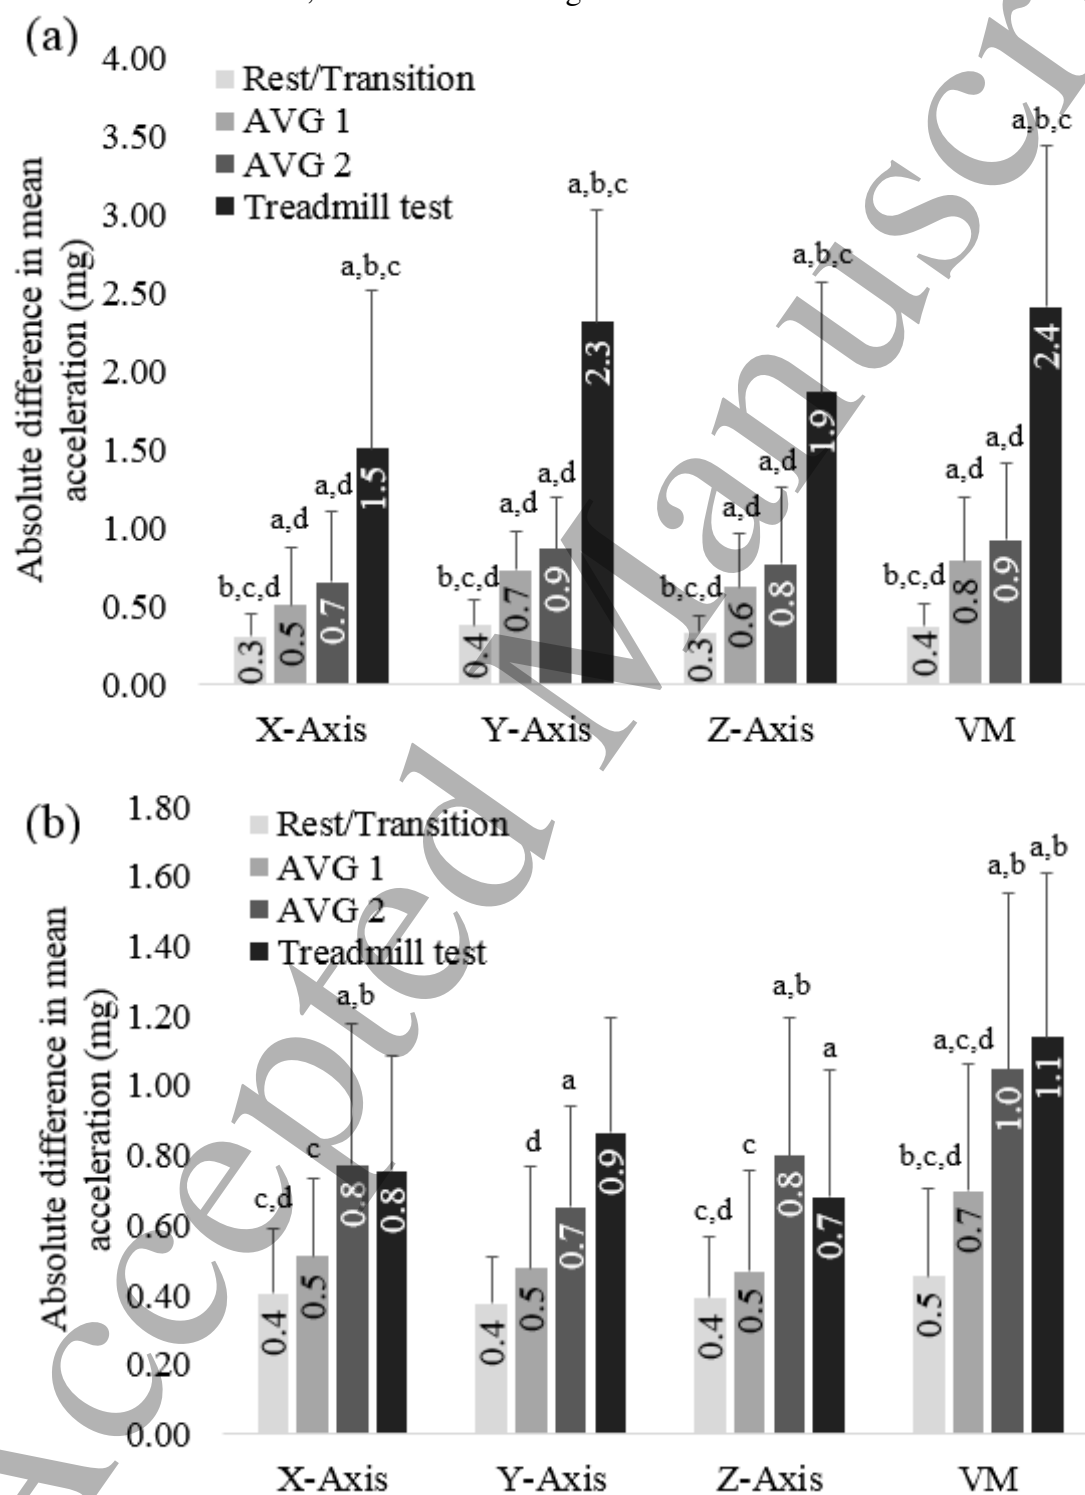 (a)
4.00
3.50
3.00
2.50
2.00
1.50
1.00
0.50
0.00
Absolute difference in mean
acceleration (mg)
Rest/Transition
AVG 1
AVG 2
Treadmill test
b,c,d
a,d
a,d
a,b,c
b,c,d
a,d
a,d
a,b,c
b,c,d
a,d
a,d
a,b,c
b,c,d
a,d
a,d
a,b,c
0.3
0.5
0.7
1.5
0.4
0.7
0.9
2.3
0.3
0.6
0.8
1.9
0.4
0.8
0.9
2.4
X-Axis
Y-Axis
Z-Axis
VM
(b)
1.80
1.60
1.40
1.20
1.00
0.80
0.60
0.40
0.20
0.00
Absolute difference in mean
acceleration (mg)
Rest/Transition
AVG 1
AVG 2
Treadmill test
c,d
c
a,b
d
a
c,d
c
a,b
a
b,c,d
a,c,d
a,b
a,b
0.4
0.5
0.8
0.8
0.4
0.5
0.7
0.9
0.4
0.5
0.8
0.7
0.5
0.7
1.0
1.1
X-Axis
Y-Axis
Z-Axis
VM
Accepted Manuscr